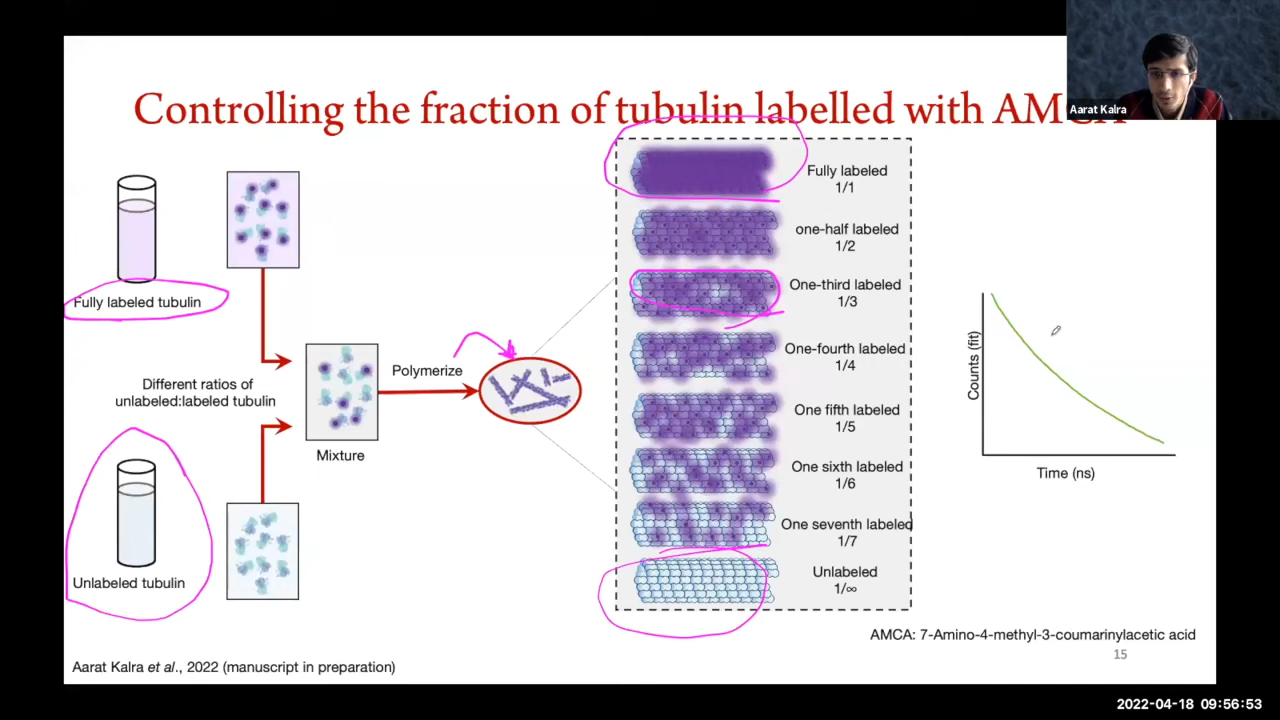 Aarat Kalra
Controlling the fraction of tubulin labelled with AMCA
Fully labeled tubulin
Different ratios of
unlabeled:labeled tubulin
Unlabeled tubulin
Mixture
Polymerize
Fully labeled
1/1
one-half labeled
1/2
One-third labeled
1/3
One-fourth labeled
1/4
One fifth labeled
1/5
One sixth labeled
1/6
One seventh labeled
1/7
Unlabeled
1/∞
Counts (fit)
Time (ns)
AMCA: 7-Amino-4-methyl-3-coumarinylacetic acid
15
Aarat Kalra et al., 2022 (manuscript in preparation)
2022-04-18 09:56:53